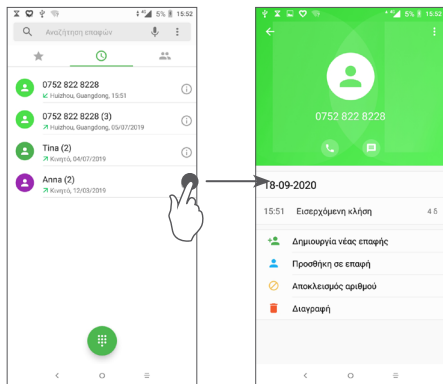 5% 15:52
Αναζήτηση επαφών
0752 822 8228
Huizhou, Guangdong, 15:51
0752 822 8228 (3)
Huizhou, Guangdong, 05/07/2019
Tina (2)
Κινητό, 04/07/2019
Anna (2)
Κινητό, 12/03/2019
5% 15:52
0752 822 8228
18-09-2020
15:51 Εισερχόμενη κλήση 4 δ
Δημιουργία νέας επαφής
Προσθήκη σε επαφή
Αποκλεισμός αριθμού
Διαγραφή